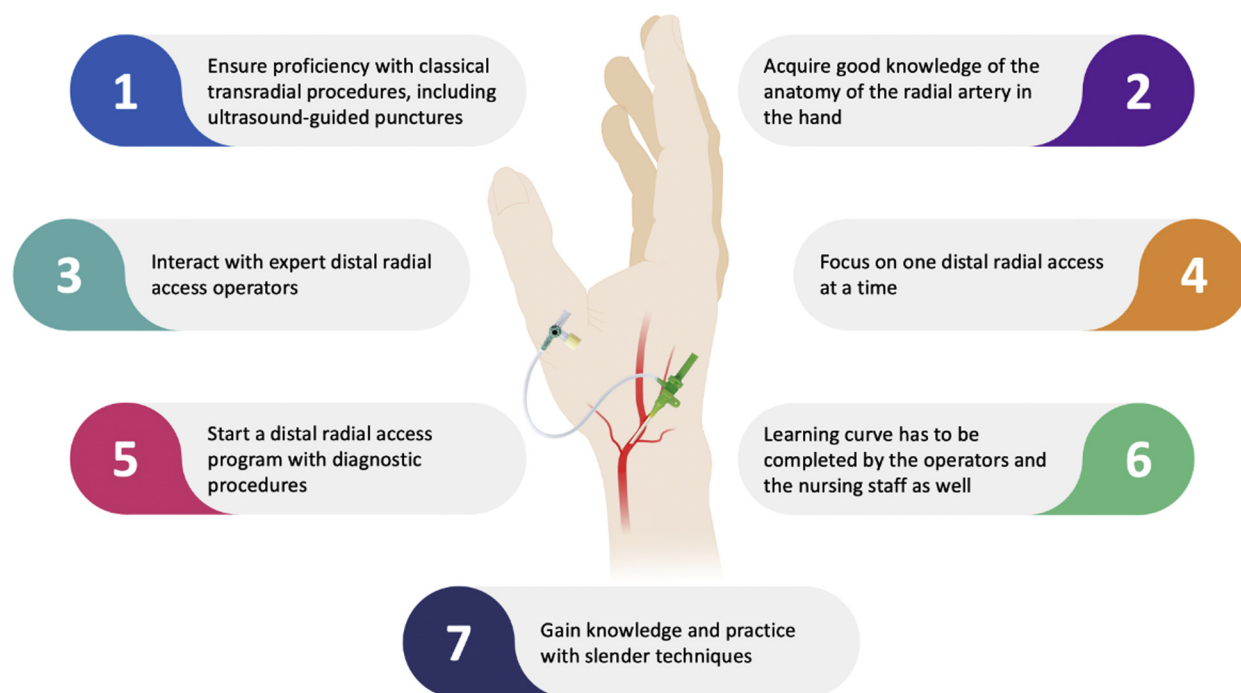 1
Ensure proficiency with classical
transradial procedures, including
ultrasound-guided punctures
2
Acquire good knowledge of the
anatomy of the radial artery in
the hand
3
Interact with expert distal radial
access operators
4
Focus on one distal radial access
at a time
5
Start a distal radial access
program with diagnostic
procedures
6
Learning curve has to be
completed by the operators and
the nursing staff as well
7
Gain knowledge and practice
with slender techniques